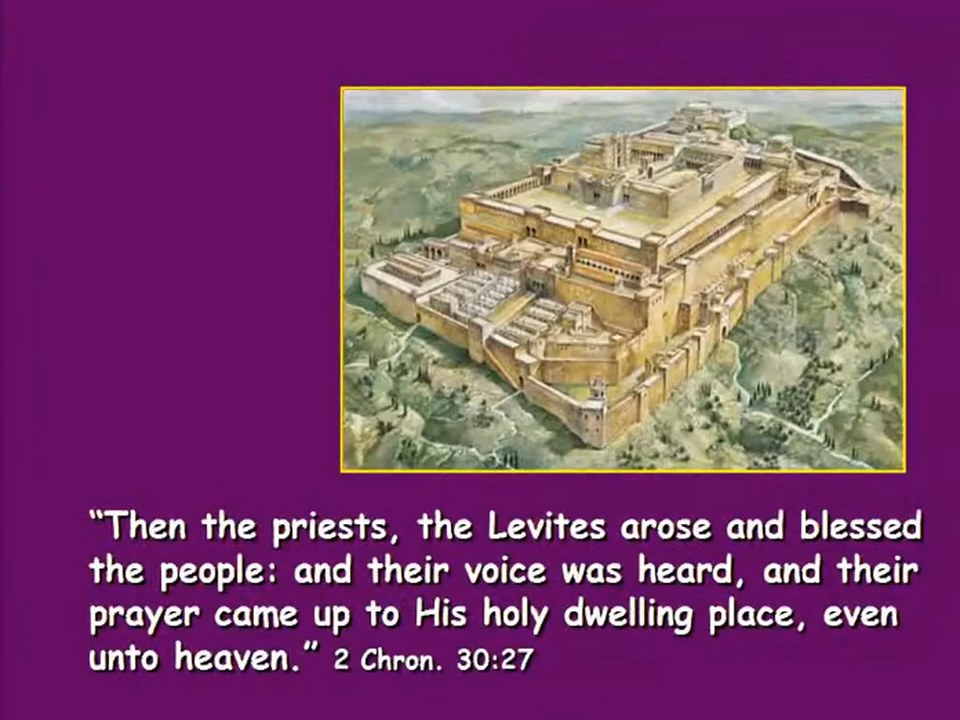 “Then the priests, the Levites arose and blessed
the people: and their voice was heard, and their
prayer came up to His holy dwelling place, even
unto heaven.” 2 Chron. 30:27